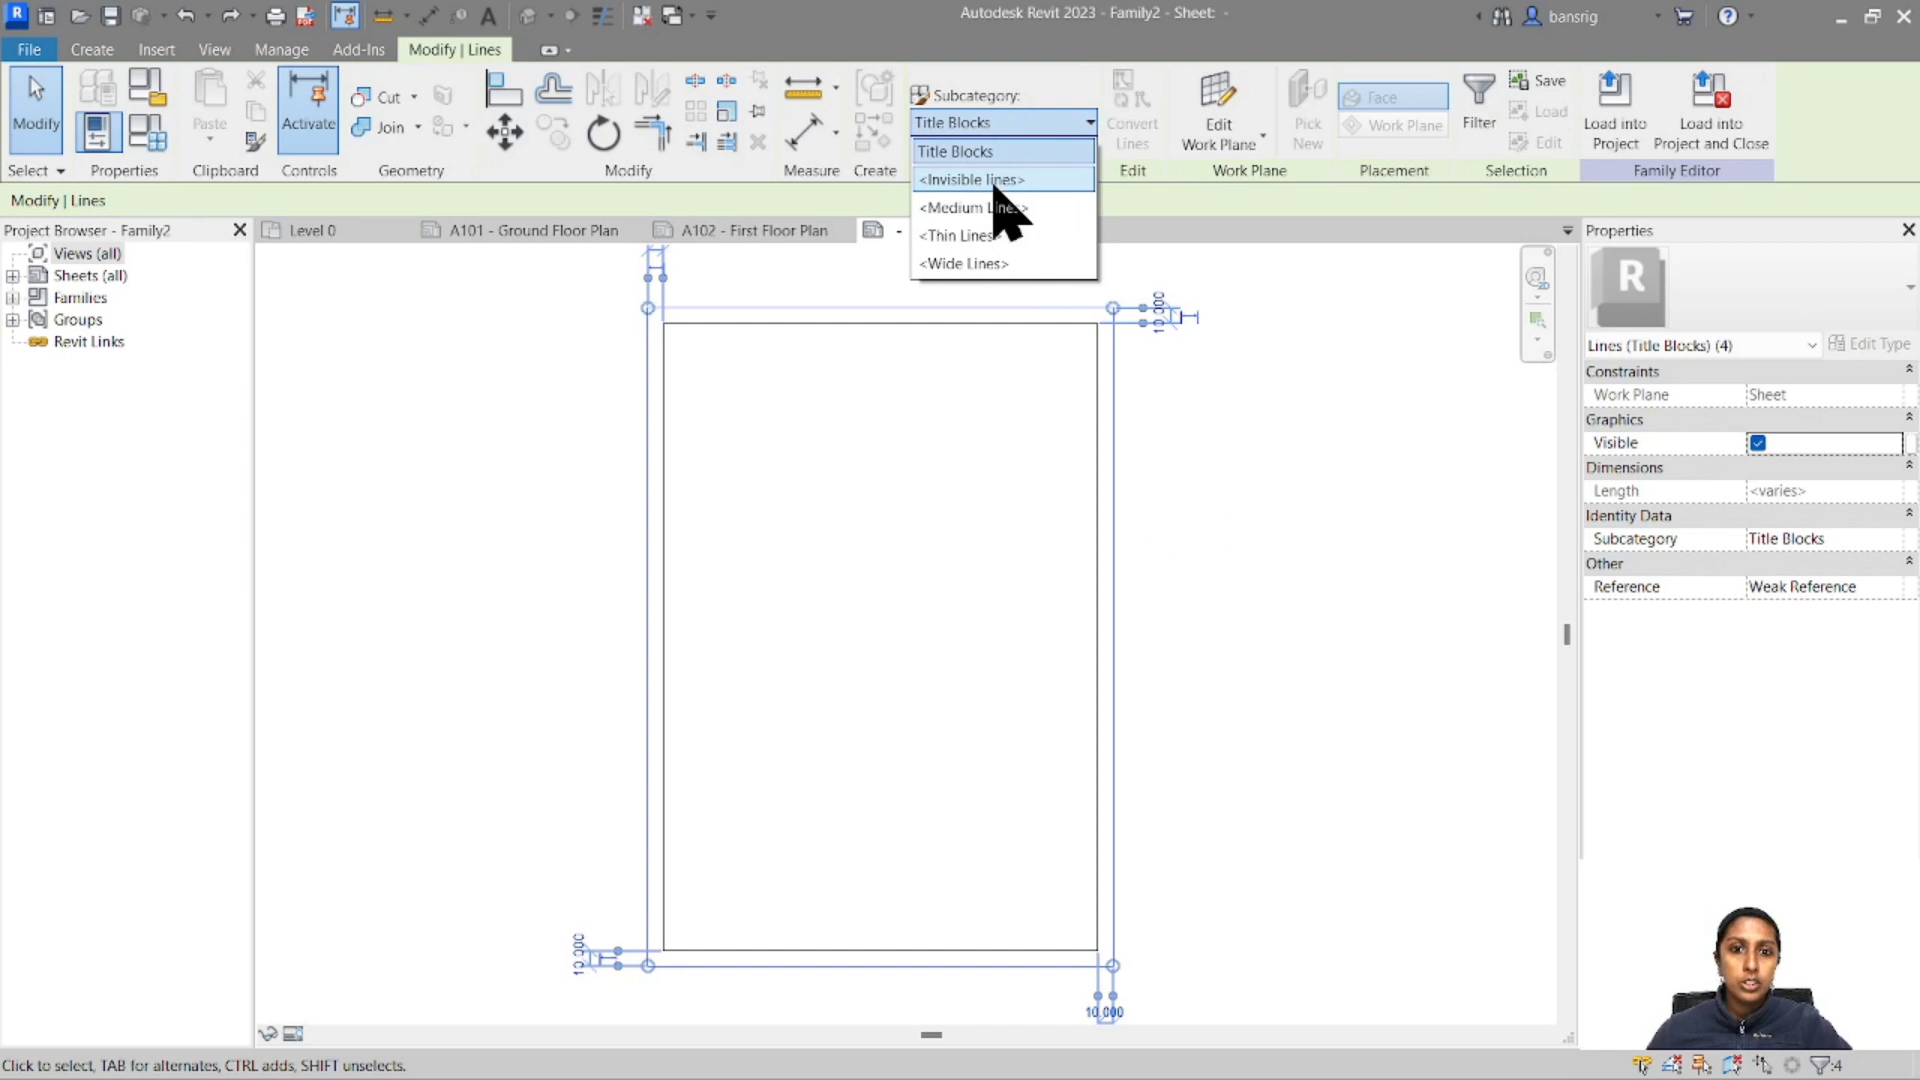 Autodesk Revit 2023 - Family2 - Sheet: -
bansrig
File Create Insert View Manage Add-Ins Modify | Lines
Modify
Paste
Activate
Cut
Join
Subcategory:
Title Blocks
Convert Lines
Edit Work Plane
Pick New
Face
Work Plane
Filter
Save
Load
Edit
Load into Project
Load into Project and Close
Select Properties Clipboard Controls Geometry Modify Measure Create Edit Work Plane Placement Selection Family Editor
Title Blocks
<Invisible lines>
<Medium Lines>
<Thin Lines>
<Wide Lines>
Modify | Lines
Project Browser - Family2
Views (all)
Sheets (all)
Families
Groups
Revit Links
Level 0
A101 - Ground Floor Plan
A102 - First Floor Plan
-
10.000
10.000
10.000
Properties
R
Lines (Title Blocks) (4)
Edit Type
Constraints
Work Plane Sheet
Graphics
Visible
Dimensions
Length <varies>
Identity Data
Subcategory Title Blocks
Other
Reference Weak Reference
Click to select, TAB for alternates, CTRL adds, SHIFT unselects.
:4